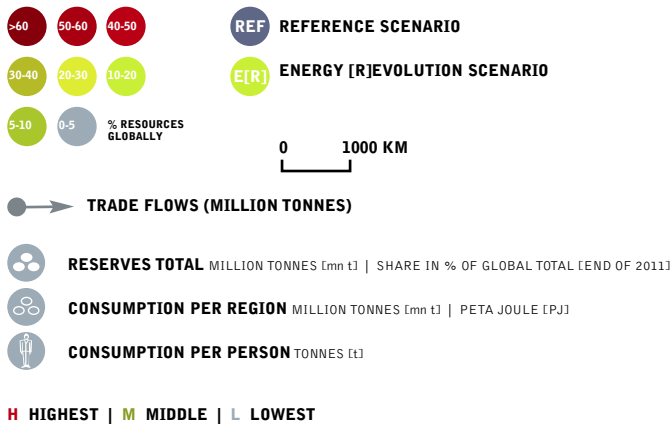 >60 50-60 40-50
REF REFERENCE SCENARIO
30-40 20-30 10-20
E[R] ENERGY [R]EVOLUTION SCENARIO
5-10 0-5 % RESOURCES
GLOBALLY
0 1000 KM
TRADE FLOWS (MILLION TONNES)
RESERVES TOTAL MILLION TONNES [mn t] | SHARE IN % OF GLOBAL TOTAL [END OF 2011]
CONSUMPTION PER REGION MILLION TONNES [mn t] | PETA JOULE [PJ]
CONSUMPTION PER PERSON TONNES [t]
H HIGHEST | M MIDDLE | L LOWEST